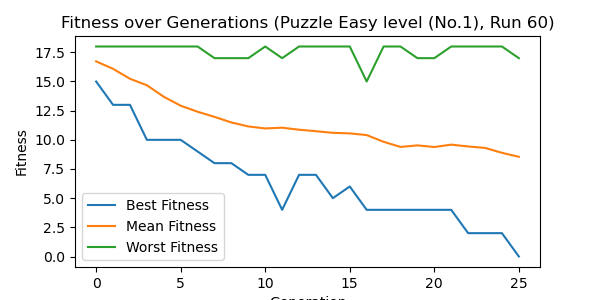 Fitness over Generations (Puzzle Easy level (No.1), Run 60)
Fitness
17.5
15.0
12.5
10.0
7.5
5.0
2.5
0.0
Best Fitness
Mean Fitness
Worst Fitness
0 5 10 15 20 25
Generation